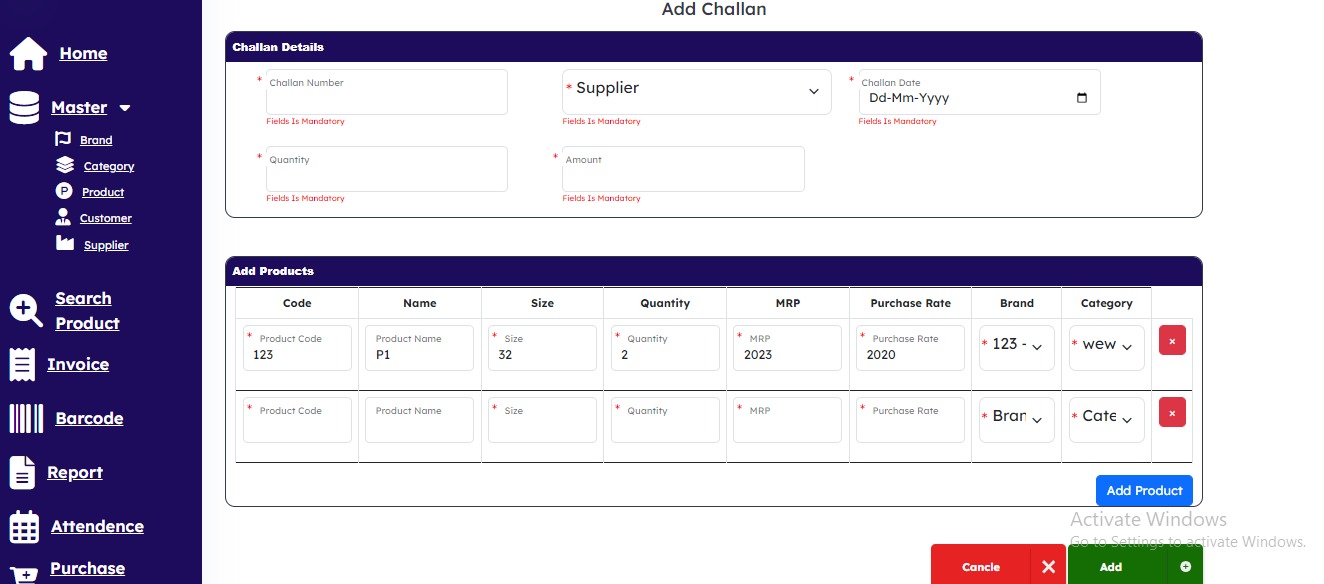 Add Challan
Home
Master
Brand
Category
Product
Customer
Supplier
Search
Product
Invoice
Barcode
Report
Attendence
Purchase
Challan Details
* Challan Number
* Supplier
* Challan Date
Dd-Mm-Yyyy
Fields Is Mandatory
Fields Is Mandatory
Fields Is Mandatory
* Quantity
* Amount
Fields Is Mandatory
Fields Is Mandatory
Add Products
Code Name Size Quantity MRP Purchase Rate Brand Category
* Product Code Product Name * Size * Quantity * MRP * Purchase Rate
123 P1 32 2 2023 2020 * 123 - * wew ×
* Product Code Product Name * Size * Quantity * MRP * Purchase Rate * Bran * Cate ×
Add Product
Activate Windows
Go to Settings to activate Windows.
Cancle Add